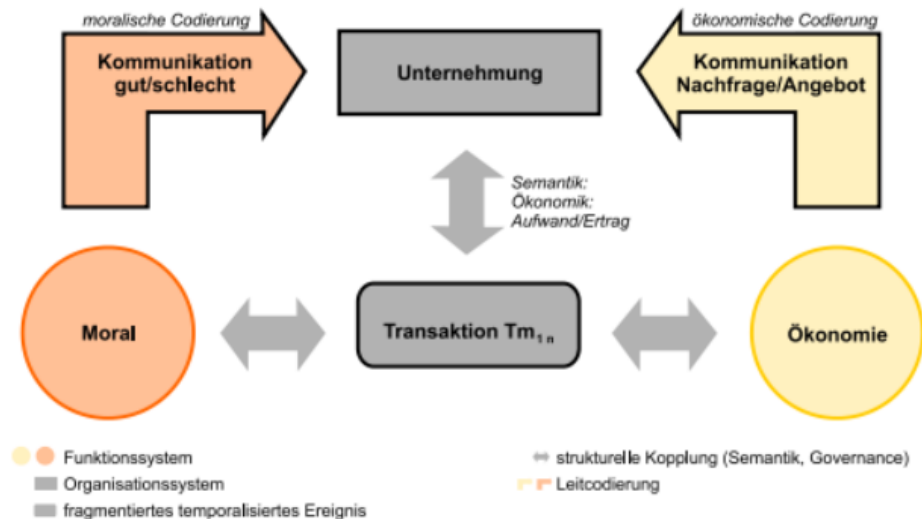 moralische Codierung
ökonomische Codierung
Kommunikation
gut/schlecht
Unternehmung
Kommunikation
Nachfrage/Angebot
Semantik:
Ökonomik:
Aufwand/Ertrag
Moral
Transaktion Tm₁ ₙ
Ökonomie
Funktionssystem
Organisationssystem
fragmentiertes temporalisiertes Ereignis
strukturelle Kopplung (Semantik, Governance)
Leitcodierung